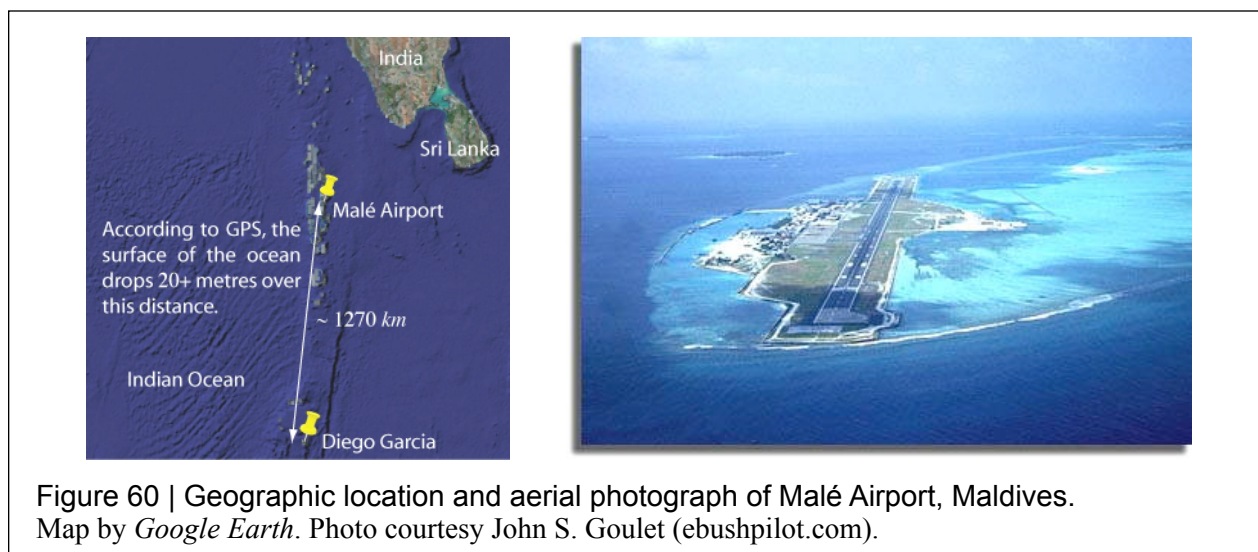 India
Sri Lanka
Malé Airport
According to GPS, the
surface of the ocean
drops 20+ metres over
this distance.
~ 1270 km
Indian Ocean
Diego Garcia
Figure 60 | Geographic location and aerial photograph of Malé Airport, Maldives.
Map by Google Earth. Photo courtesy John S. Goulet (ebushpilot.com).